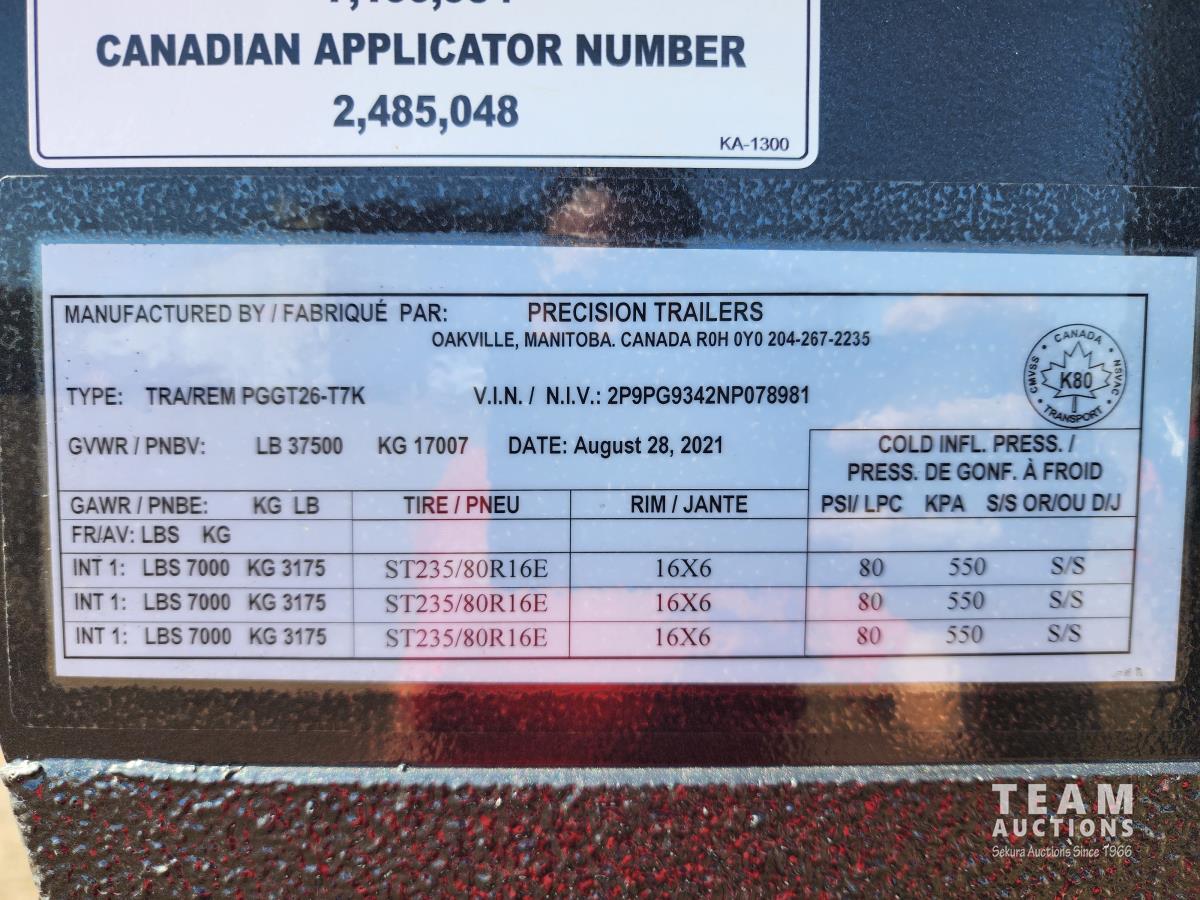 CANADIAN APPLICATOR NUMBER
2,485,048
KA-1300
MANUFACTURED BY / FABRIQUÉ PAR: PRECISION TRAILERS
OAKVILLE, MANITOBA. CANADA R0H 0Y0 204-267-2235
CANADA
CMVSS K80 NSVAC
TRANSPORT
TYPE: TRA/REM PGGT26-T7K V.I.N. / N.I.V.: 2P9PG9342NP078981
GVWR / PNBV: LB 37500 KG 17007 DATE: August 28, 2021
COLD INFL. PRESS. /
PRESS. DE GONF. À FROID
GAWR / PNBE: KG LB TIRE / PNEU RIM / JANTE PSI/ LPC KPA S/S OR/OU D/J
FR/AV: LBS KG
INT 1: LBS 7000 KG 3175 ST235/80R16E 16X6 80 550 S/S
INT 1: LBS 7000 KG 3175 ST235/80R16E 16X6 80 550 S/S
INT 1: LBS 7000 KG 3175 ST235/80R16E 16X6 80 550 S/S
TEAM
AUCTIONS
Sekura Auctions Since 1966